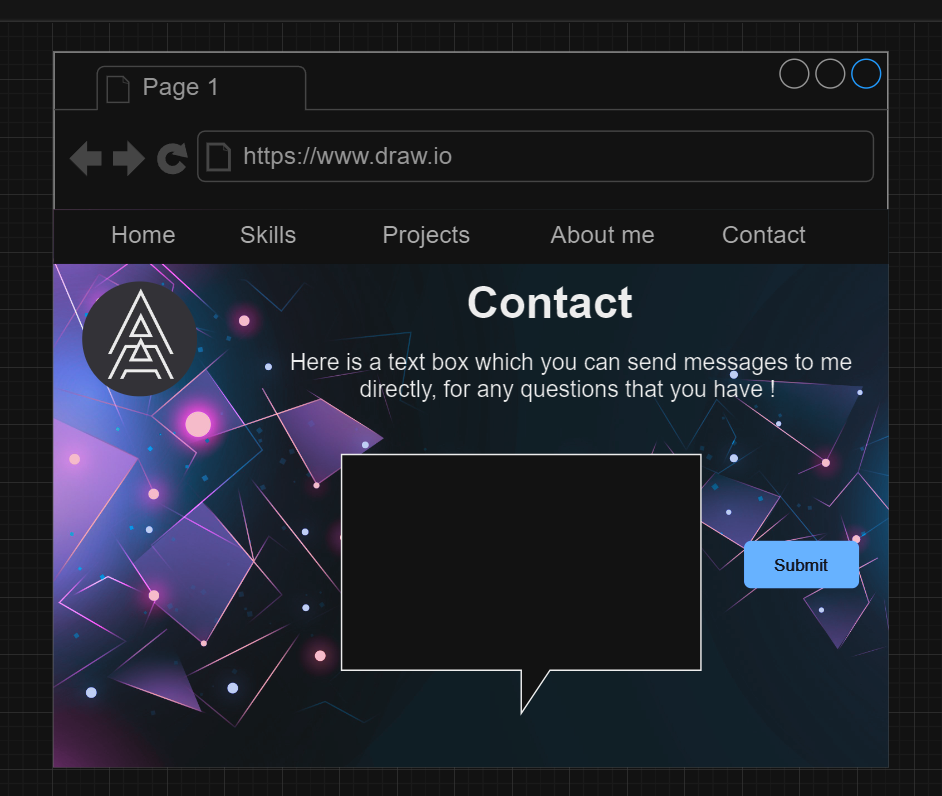 Page 1
https://www.draw.io
Home Skills Projects About me Contact
Contact
Here is a text box which you can send messages to me
directly, for any questions that you have !
Submit